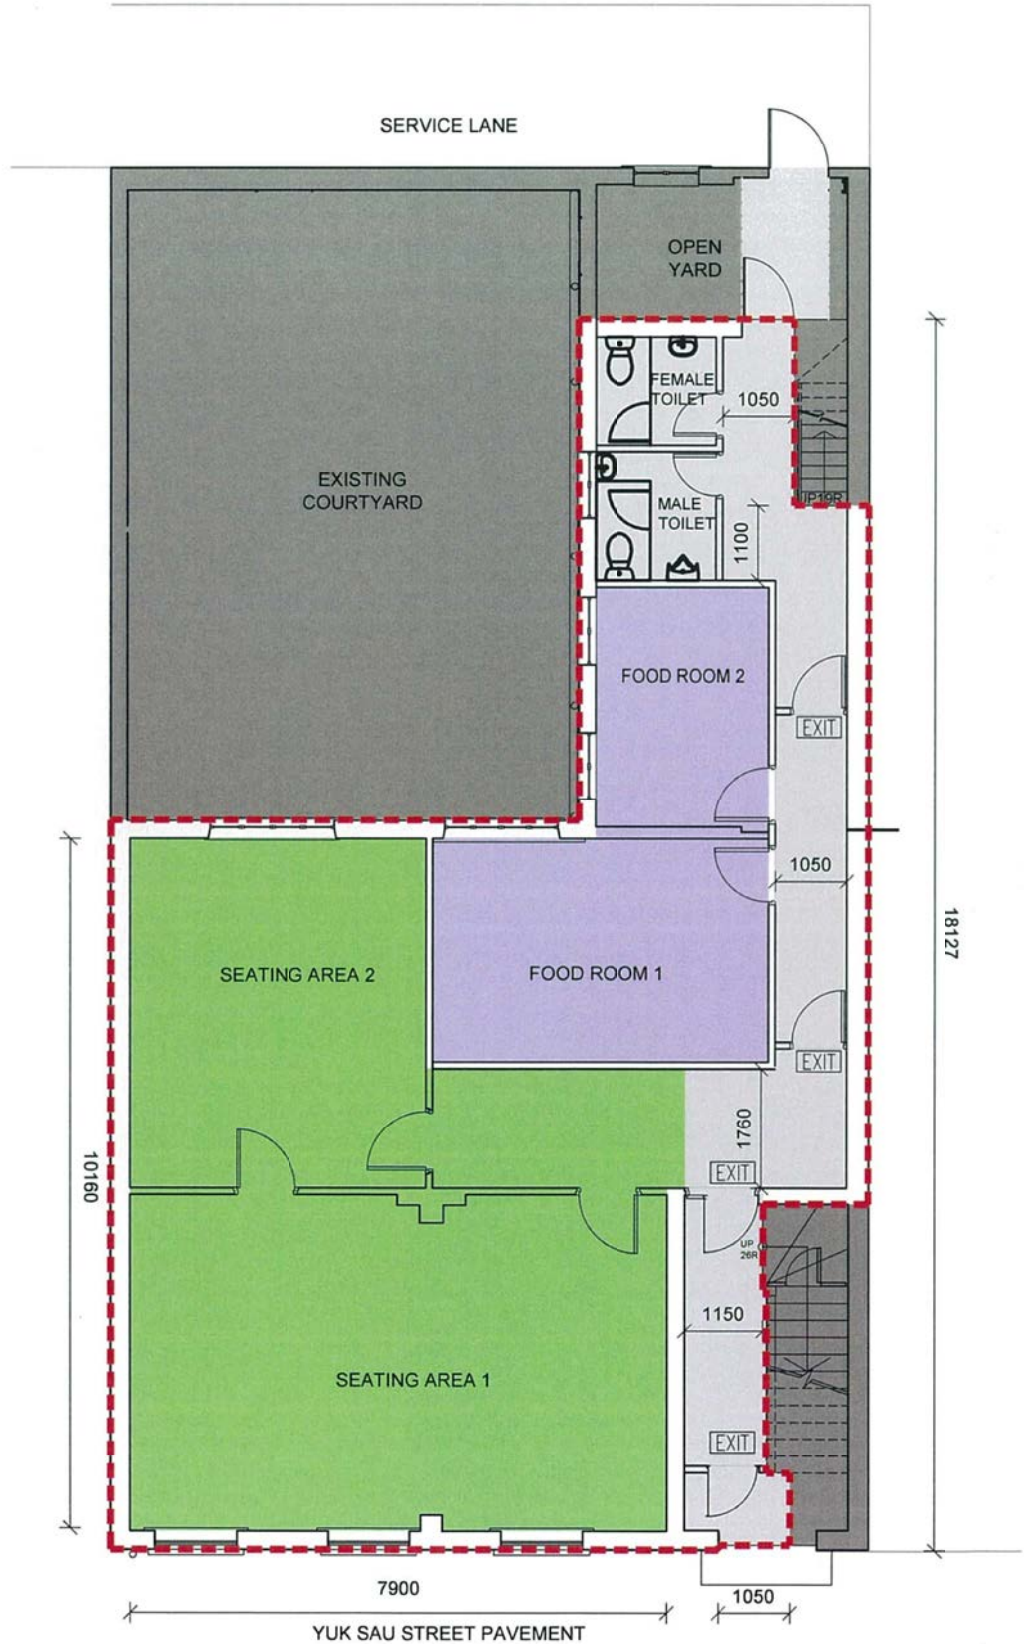 SERVICE LANE
OPEN
YARD
FEMALE
TOILET
1050
EXISTING
COURTYARD
UP19R
MALE
TOILET
1100
FOOD ROOM 2
EXIT
1050
18127
SEATING AREA 2
FOOD ROOM 1
EXIT
1760
10160
EXIT
UP
26R
1150
SEATING AREA 1
EXIT
7900
1050
YUK SAU STREET PAVEMENT